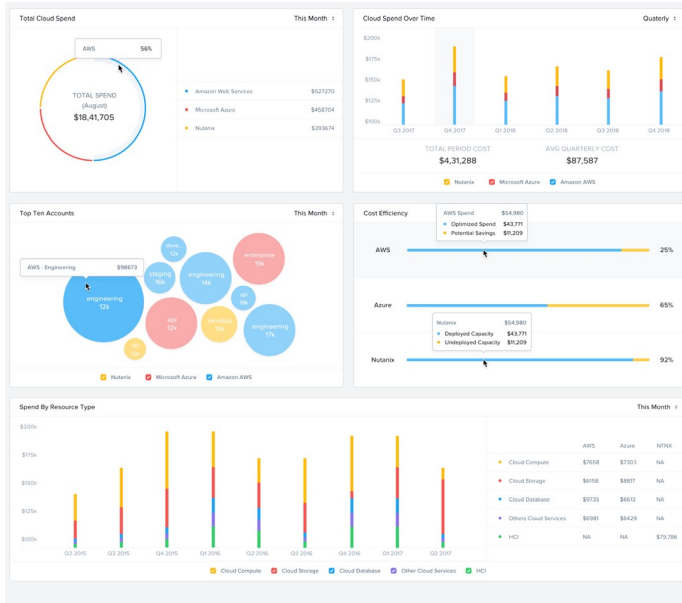 Total Cloud Spend
This Month
AWS 56%
TOTAL SPEND
(August)
$18,41,705
Amazon Web Services $527270
Microsoft Azure $458704
Nutanix $393674
Cloud Spend Over Time
Quaterly
$200k
$175k
$150k
$125k
$100k
Q3 2017 Q4 2017 Q1 2018 Q2 2018 Q3 2018 Q4 2018
TOTAL PERIOD COST AVG QUARTERLY COST
$4,31,288 $87,587
Nutanix Microsoft Azure Amazon AWS
Top Ten Accounts
This Month
12k
enterprise
19k
AWS - Engineering $98673
staging
16k
engineering
14k
engineering
12k
api
12k
engineering
17k
Nutanix Microsoft Azure Amazon AWS
Cost Efficiency
AWS Spend $54,980
Optimized Spend $43,771
Potential Savings $11,209
AWS 25%
Azure 65%
Nutanix $54,980
Deployed Capacity $43,771
Undeployed Capacity $11,209
Nutanix 92%
Spend By Resource Type
This Month
$200k
$175k
$150k
$125k
$100k
Q2 2015 Q3 2015 Q4 2015 Q1 2016 Q2 2016 Q3 2016 Q4 2016 Q1 2017 Q2 2017
AWS Azure NTNX
Cloud Compute $7658 $7303 NA
Cloud Storage $6158 $8817 NA
Cloud Database $9735 $6613 NA
Others Cloud Services $6981 $6429 NA
HCI NA NA $79,786
Cloud Compute Cloud Storage Cloud Database Other Cloud Services HCI